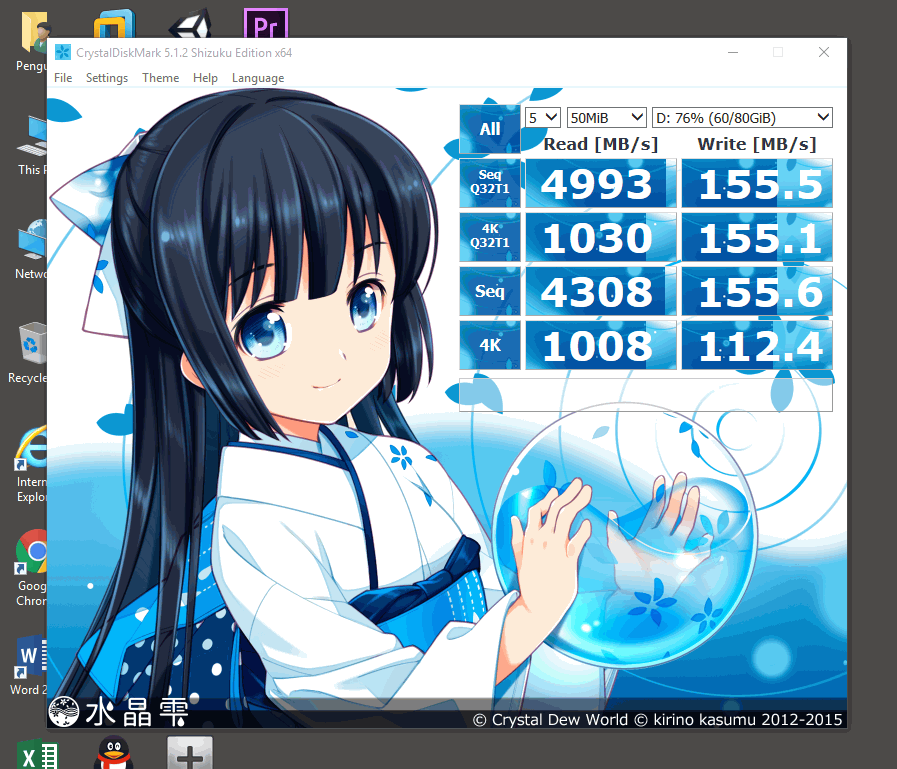 Pr
CrystalDiskMark 5.1.2 Shizuku Edition x64
File Settings Theme Help Language
All 5 50MiB D: 76% (60/80GiB)
Read [MB/s] Write [MB/s]
Seq
Q32T1 4993 155.5
4K
Q32T1 1030 155.1
Seq 4308 155.6
4K 1008 112.4
水晶雫
© Crystal Dew World © kirino kasumu 2012-2015
Pengu
This P
Netwo
Recycle
Intern
Explor
Goog
Chron
W
Word 2
X